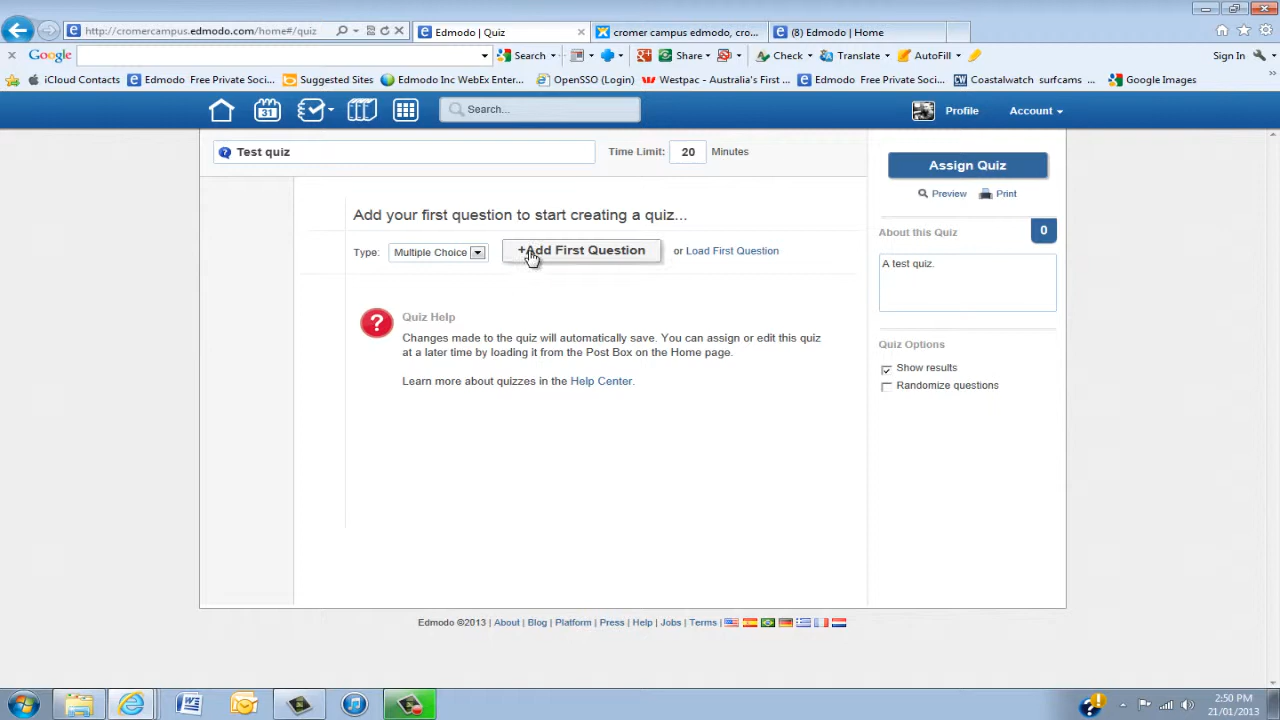 http://cromercampus.edmodo.com/home#/quiz
Edmodo | Quiz
cromer campus edmodo, cro...
(8) Edmodo | Home
Google
Search
Share
Check
Translate
AutoFill
Sign In
iCloud Contacts
Edmodo Free Private Soci...
Suggested Sites
Edmodo Inc WebEx Enter...
OpenSSO (Login)
Westpac - Australia's First ...
Edmodo Free Private Soci...
Coastalwatch surfcams ...
Google Images
31
Search...
Profile
Account
Test quiz
Time Limit: 20 Minutes
Assign Quiz
Preview
Print
Add your first question to start creating a quiz...
About this Quiz
0
Type: Multiple Choice
+Add First Question
or Load First Question
A test quiz.
Quiz Help
Changes made to the quiz will automatically save. You can assign or edit this quiz
at a later time by loading it from the Post Box on the Home page.
Learn more about quizzes in the Help Center.
Quiz Options
Show results
Randomize questions
Edmodo ©2013 | About | Blog | Platform | Press | Help | Jobs | Terms |
2:50 PM
21/01/2013